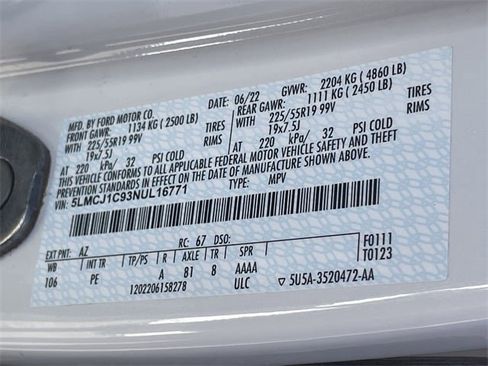 MFD. BY FORD MOTOR CO. 06/22 GVWR: 2204 KG ( 4860 LB)
FRONT GAWR: 1134 KG ( 2500 LB) REAR GAWR: 1111 KG ( 2450 LB)
WITH 225/55R19 99V TIRES WITH 225/55R19 99V TIRES
19x7.5J RIMS 19x7.5J RIMS
AT 220 kPa/ 32 PSI COLD AT 220 kPa/ 32 PSI COLD
THIS VEHICLE CONFORMS TO ALL APPLICABLE FEDERAL MOTOR VEHICLE SAFETY AND THEFT
PREVENTION STANDARDS IN EFFECT ON THE DATE OF MANUFACTURE SHOWN ABOVE.
VIN: 5LMCJ1C93NUL16771 TYPE: MPV
EXT PNT: AZ RC: 67 DSO: F0111
WB INT TR TP/PS R AXLE TR SPR T0123
106 PE A 81 8 AAAA
1202206158278 ULC 5U5A-3520472-AA